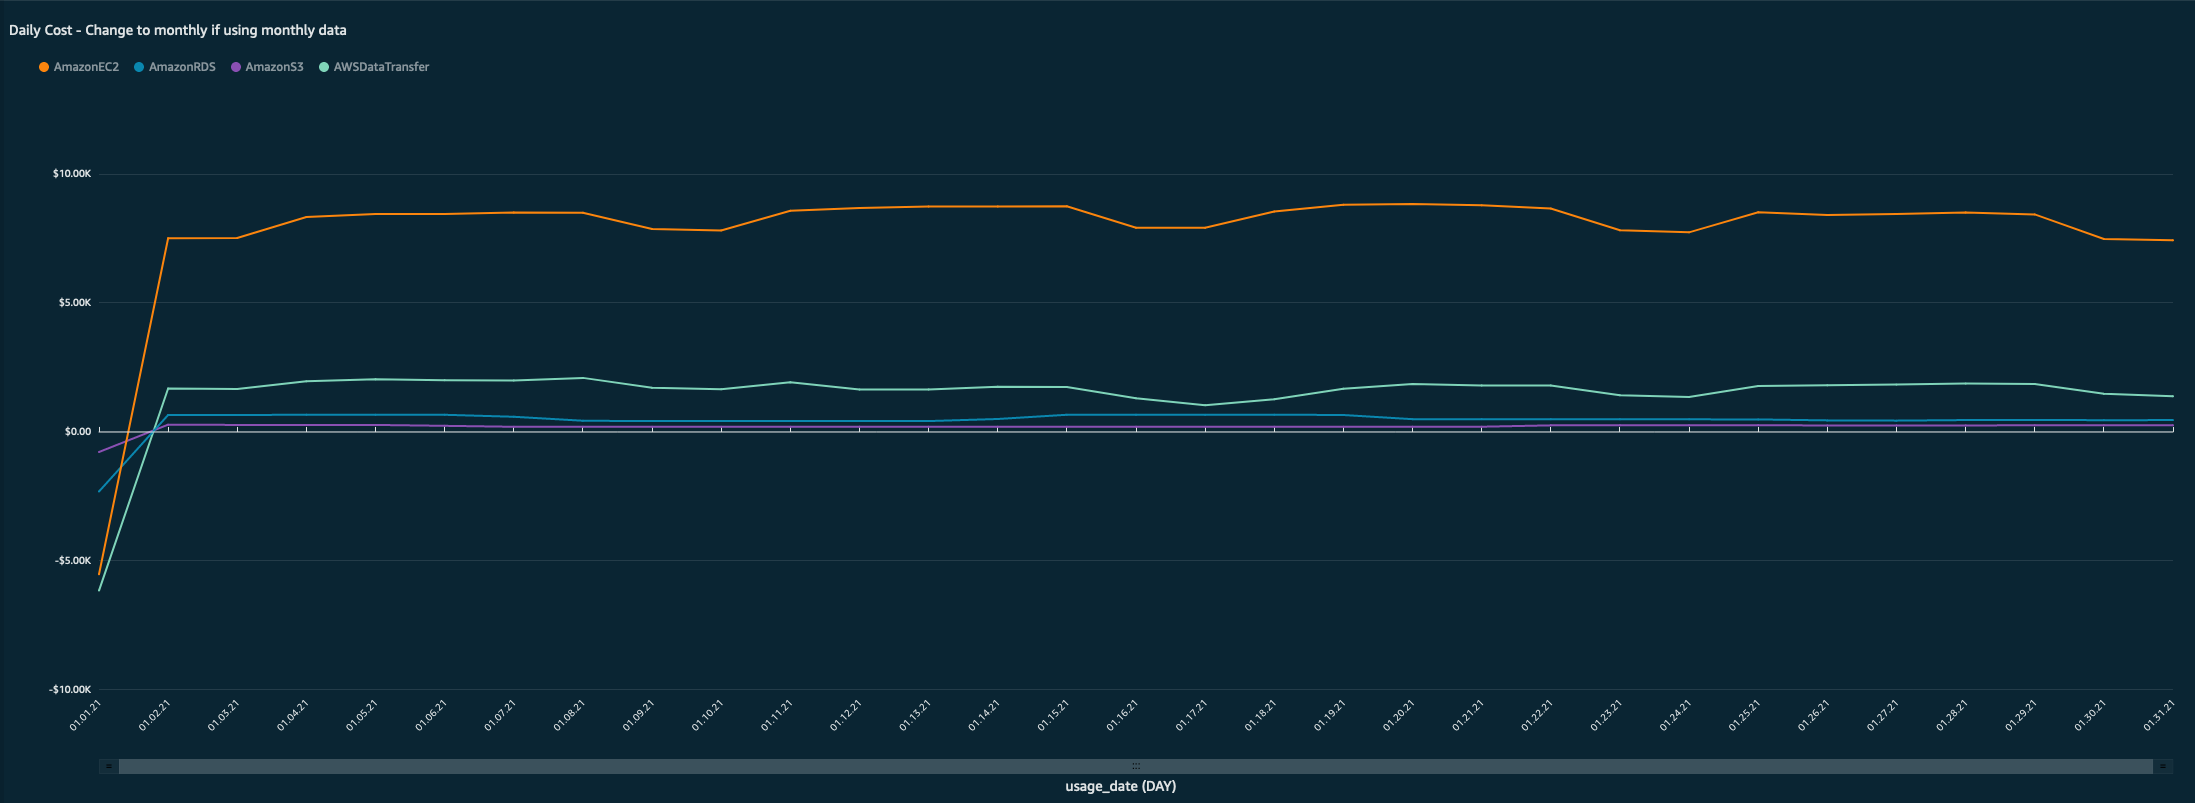 Daily Cost - Change to monthly if using monthly data
AmazonEC2 AmazonRDS AmazonS3 AWSDataTransfer
$10.00K
$5.00K
$0.00
-$5.00K
-$10.00K
01.01.21 01.02.21 01.03.21 01.04.21 01.05.21 01.06.21 01.07.21 01.08.21 01.09.21 01.10.21 01.11.21 01.12.21 01.13.21 01.14.21 01.15.21 01.16.21 01.17.21 01.18.21 01.19.21 01.20.21 01.21.21 01.22.21 01.23.21 01.24.21 01.25.21 01.26.21 01.27.21 01.28.21 01.29.21 01.30.21 01.31.21
usage_date (DAY)